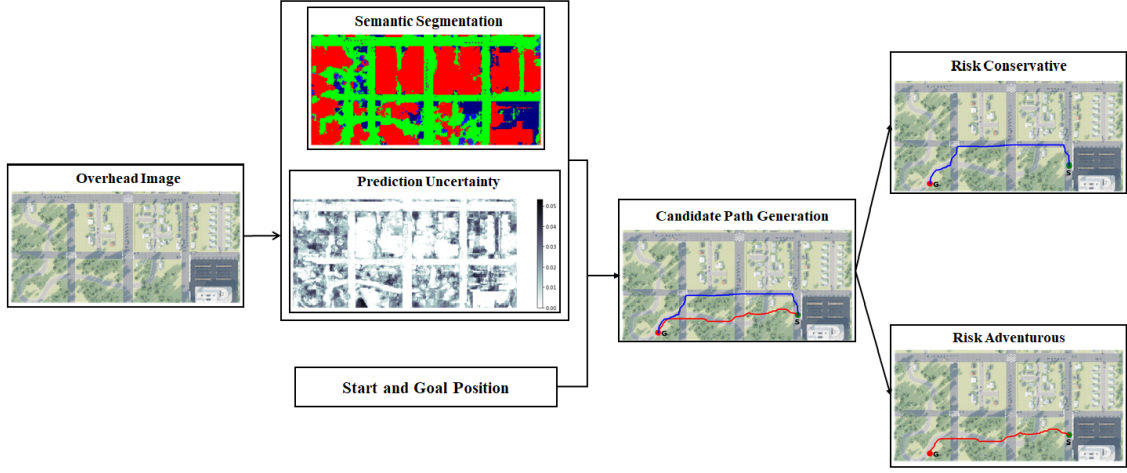 Semantic Segmentation
Risk Conservative
G
S
Overhead Image
Prediction Uncertainty
0.05
0.04
0.03
0.02
0.01
0.00
Candidate Path Generation
G
S
Start and Goal Position
Risk Adventurous
G
S